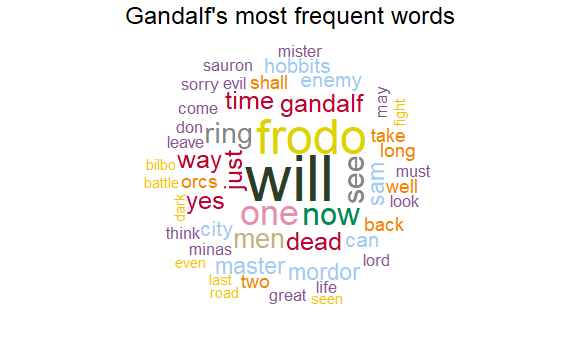 Gandalf's most frequent words
mister
sauron hobbits
sorry evil shall enemy
come time gandalf may
don ring frodo take fight
leave way just will see long
bilbo orcs sam must
battle yes well look
dark one now back
think city men dead can
minas master mordor lord
even last two life
road great seen